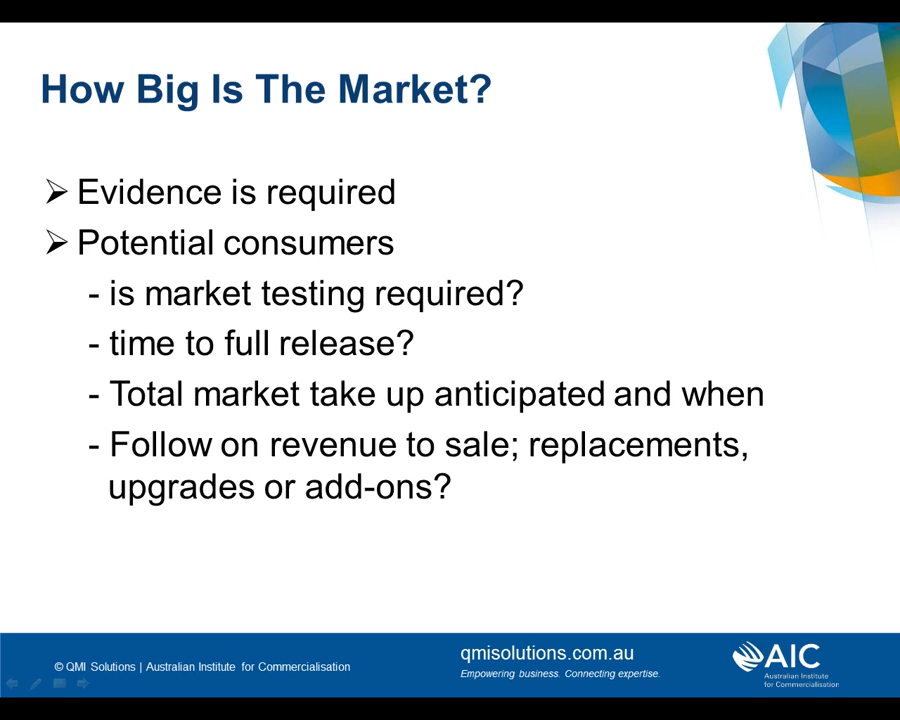 How Big Is The Market?
➢ Evidence is required
➢ Potential consumers
- is market testing required?
- time to full release?
- Total market take up anticipated and when
- Follow on revenue to sale; replacements,
upgrades or add-ons?
© QMI Solutions | Australian Institute for Commercialisation
qmisolutions.com.au
Empowering business. Connecting expertise.
AIC
Australian Institute
for Commercialisation